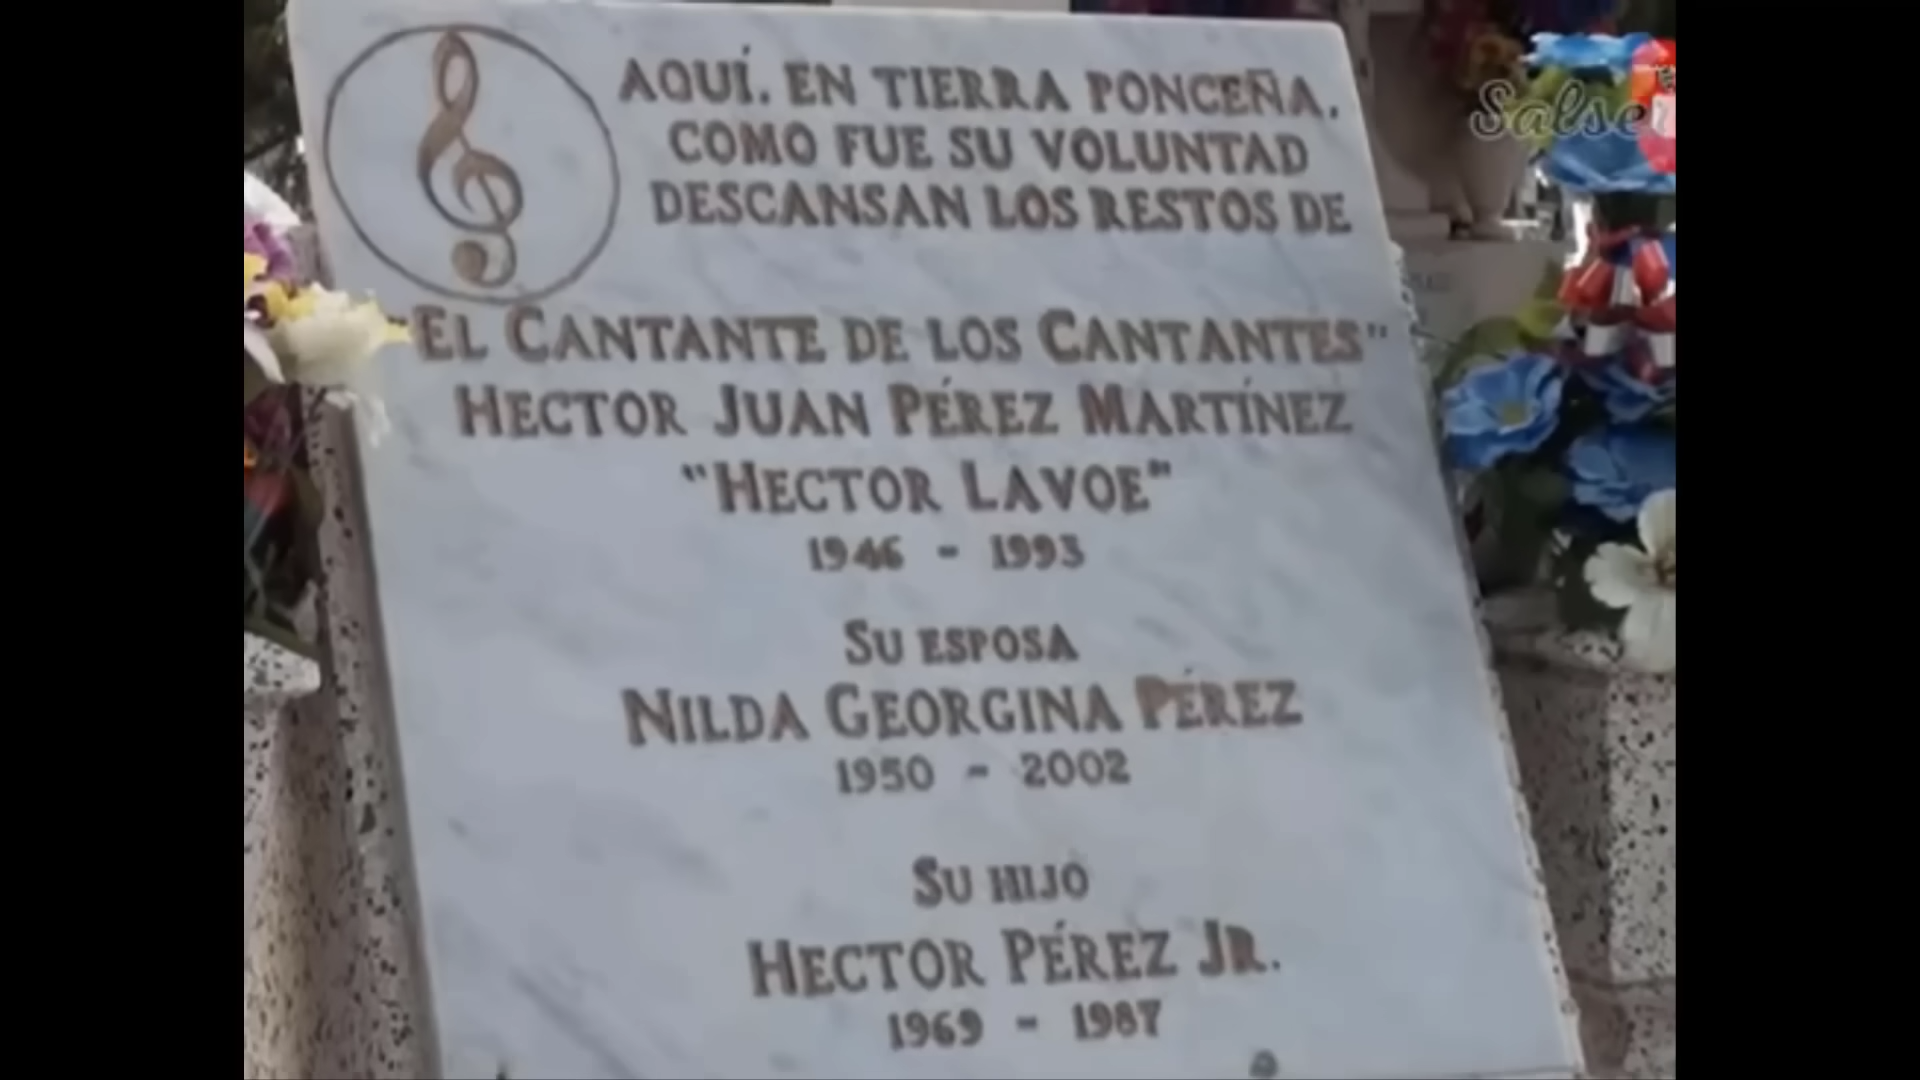 AQUÍ, EN TIERRA PONCEÑA,
COMO FUE SU VOLUNTAD
DESCANSAN LOS RESTOS DE
"EL CANTANTE DE LOS CANTANTES"
HECTOR JUAN PÉREZ MARTÍNEZ
"HECTOR LAVOE"
1946 - 1993
SU ESPOSA
NILDA GEORGINA PÉREZ
1950 - 2002
SU HIJO
HECTOR PÉREZ JR.
1969 - 1987